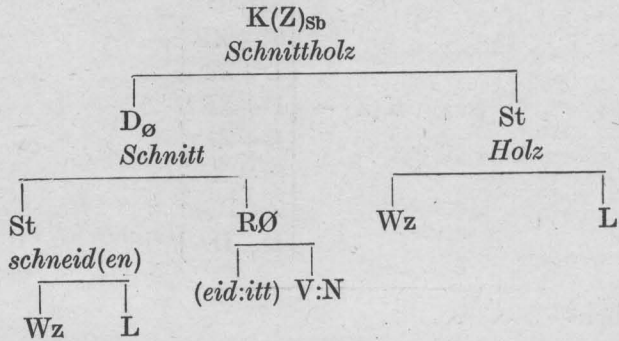 K(Z)Sb
Schnittholz
DØ St
Schnitt Holz
St RØ Wz L
schneid(en)
(eid:itt) V:N
Wz L